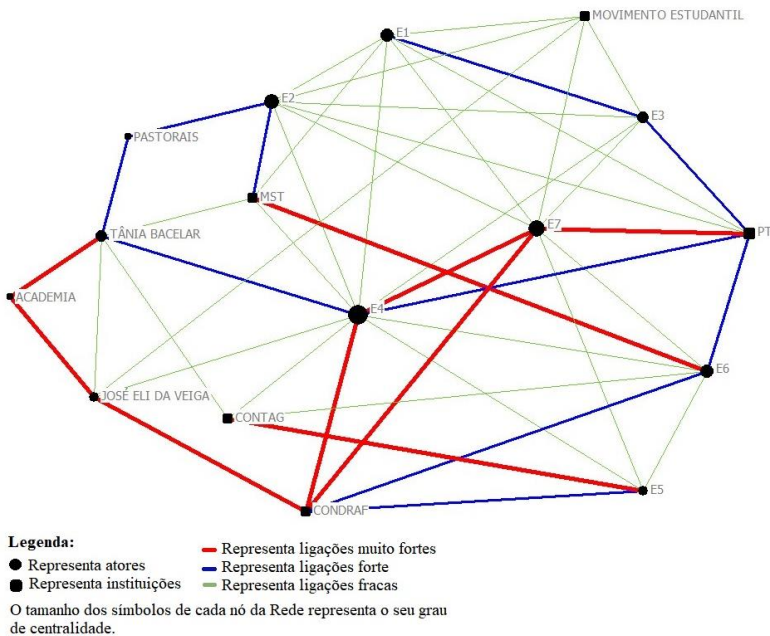 MOVIMENTO ESTUDANTIL
E1
E2
E3
PASTORAIS
MST
TÂNIA BACELAR
E7
PT
ACADEMIA
E4
E6
JOSÉ ELI DA VEIGA
CONTAG
E5
CONDRAF
Legenda:
Representa atores
Representa instituições
Representa ligações muito fortes
Representa ligações forte
Representa ligações fracas
O tamanho dos símbolos de cada nó da Rede representa o seu grau
de centralidade.